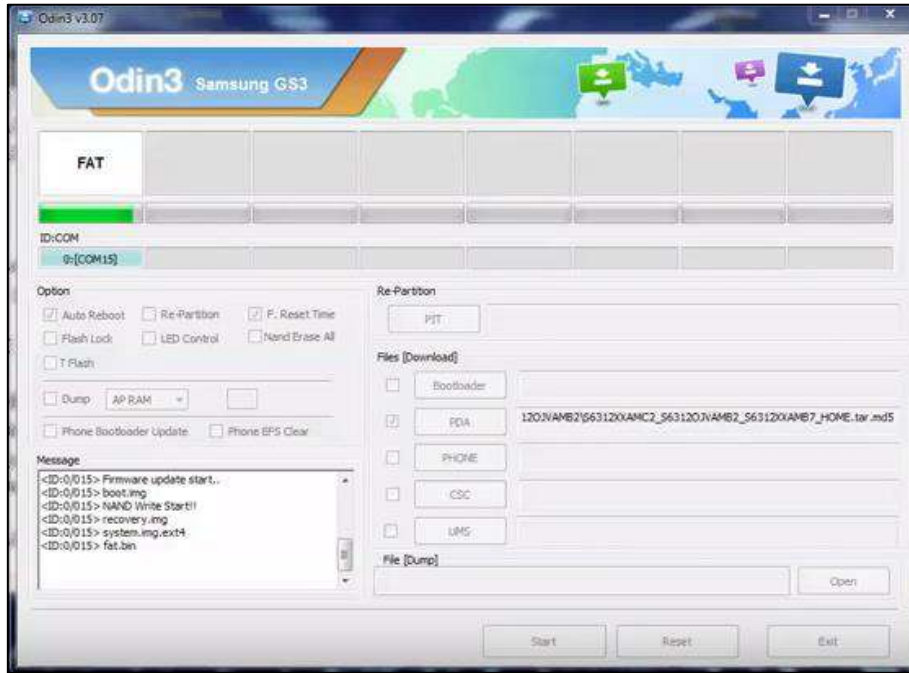 Odin3 v3.07
Odin3 Samsung GS3
FAT
ID:COM
0:[COM15]
Option
Auto Reboot Re-Partition F. Reset Time
Flash Lock LED Control Nand Erase All
T Flash
Dump AP RAM
Phone Bootloader Update Phone EFS Clear
Message
<ID:0/015> Firmware update start..
<ID:0/015> boot.img
<ID:0/015> NAND Write Start!!
<ID:0/015> recovery.img
<ID:0/015> system.img.ext4
<ID:0/015> fat.bin
Re-Partition
PIT
Files [Download]
Bootloader
PDA 12OJVAMB2\S6312XXAMC2_S6312OJVAMB2_S6312XXAMB7_HOME.tar.md5
PHONE
CSC
UMS
File [Dump]
Open
Start Reset Exit